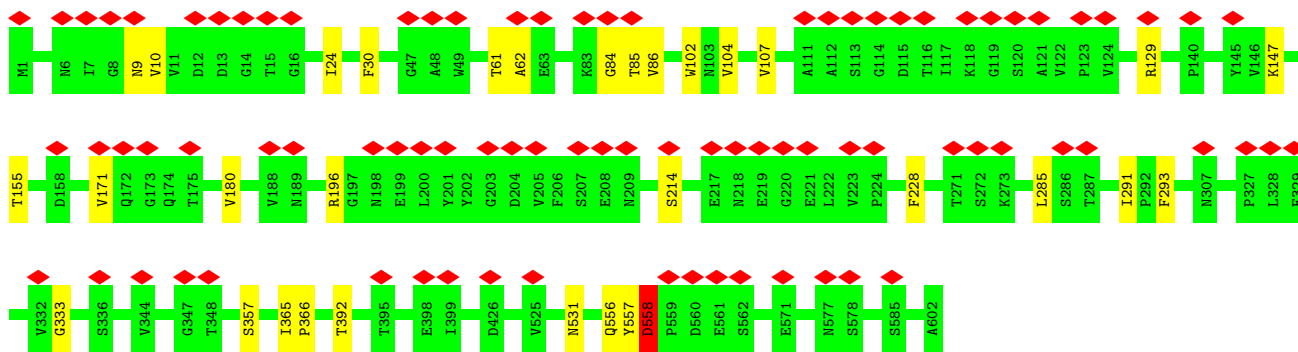 M1 N6 I7 G8 N9 V10 V11 D12 D13 G14 T15 G16 I24 F30 G47 A48 W49 T61 A62 E63 K83 G84 T85 V86 W102 N103 V104 V107 A111 A112 S113 G114 D115 T116 I117 K118 G119 S120 A121 V122 P123 V124 R129 P140 Y145 V146 K147
T155 D158 V171 Q172 G173 Q174 T175 V180 V188 N189 R196 G197 N198 E199 L200 Y201 Y202 G203 D204 V205 F206 S207 E208 N209 S214 E217 N218 E219 G220 E221 L222 V223 P224 F228 T271 S272 K273 L285 S286 T287 I291 P292 F293 N307 P327 L328 E329
V332 G333 S336 V344 G347 T348 S357 I365 P366 T392 T395 E398 I399 D426 V525 N531 Q556 Y557 D558 P559 D560 E561 S562 E571 N577 S578 S585 A602